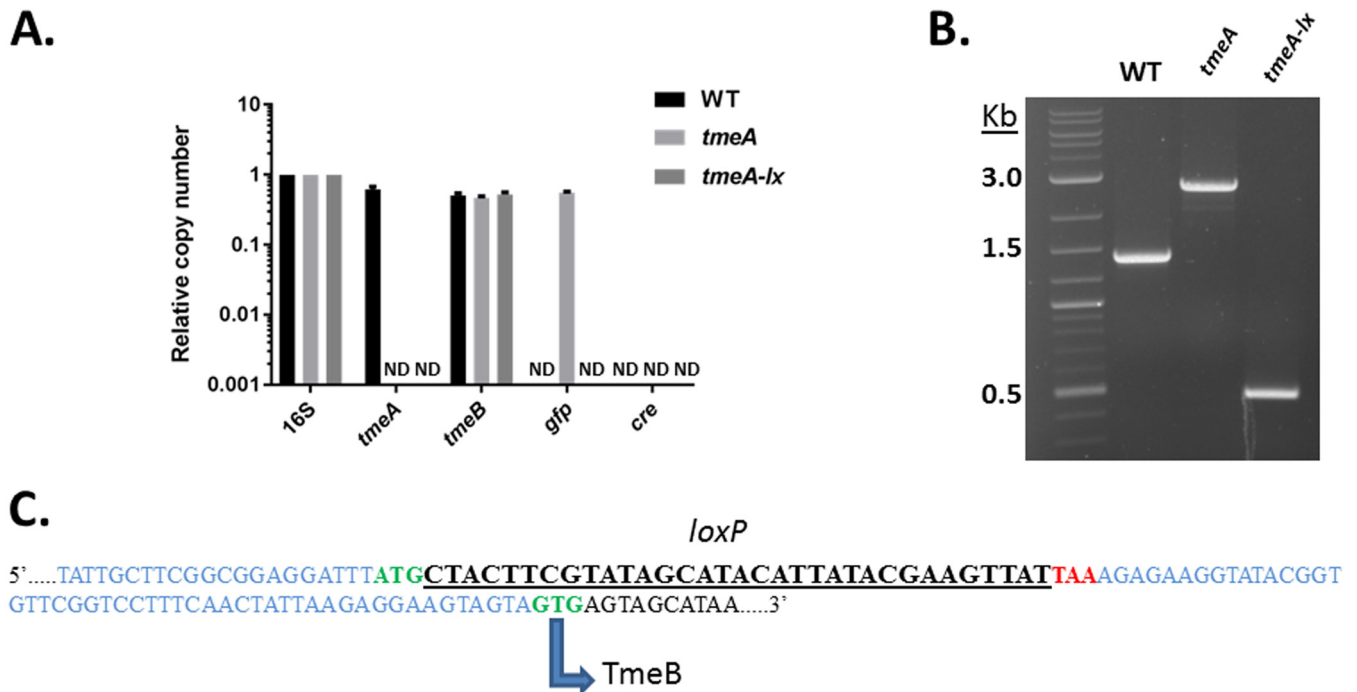 A.
B.
WT
tmeA
tmeA-lx
Relative copy number
10
1
0.1
0.01
0.001
ND ND ND ND ND ND ND
16S
tmeA
tmeB
gfp
cre
WT
tmeA
tmeA-lx
Kb
3.0
1.5
0.5
C.
loxP
5’.....TATTGCTTCGGCGGAGGATTTATGCTACTTCGTATAGCATACATTATACGAAGTTATTAAAGAGAAGGTATACGGT
GTTCGGTCCTTTCAACTATTAAGAGGAAGTAGTAGTGAGTAGCATAA.....3’
TmeB